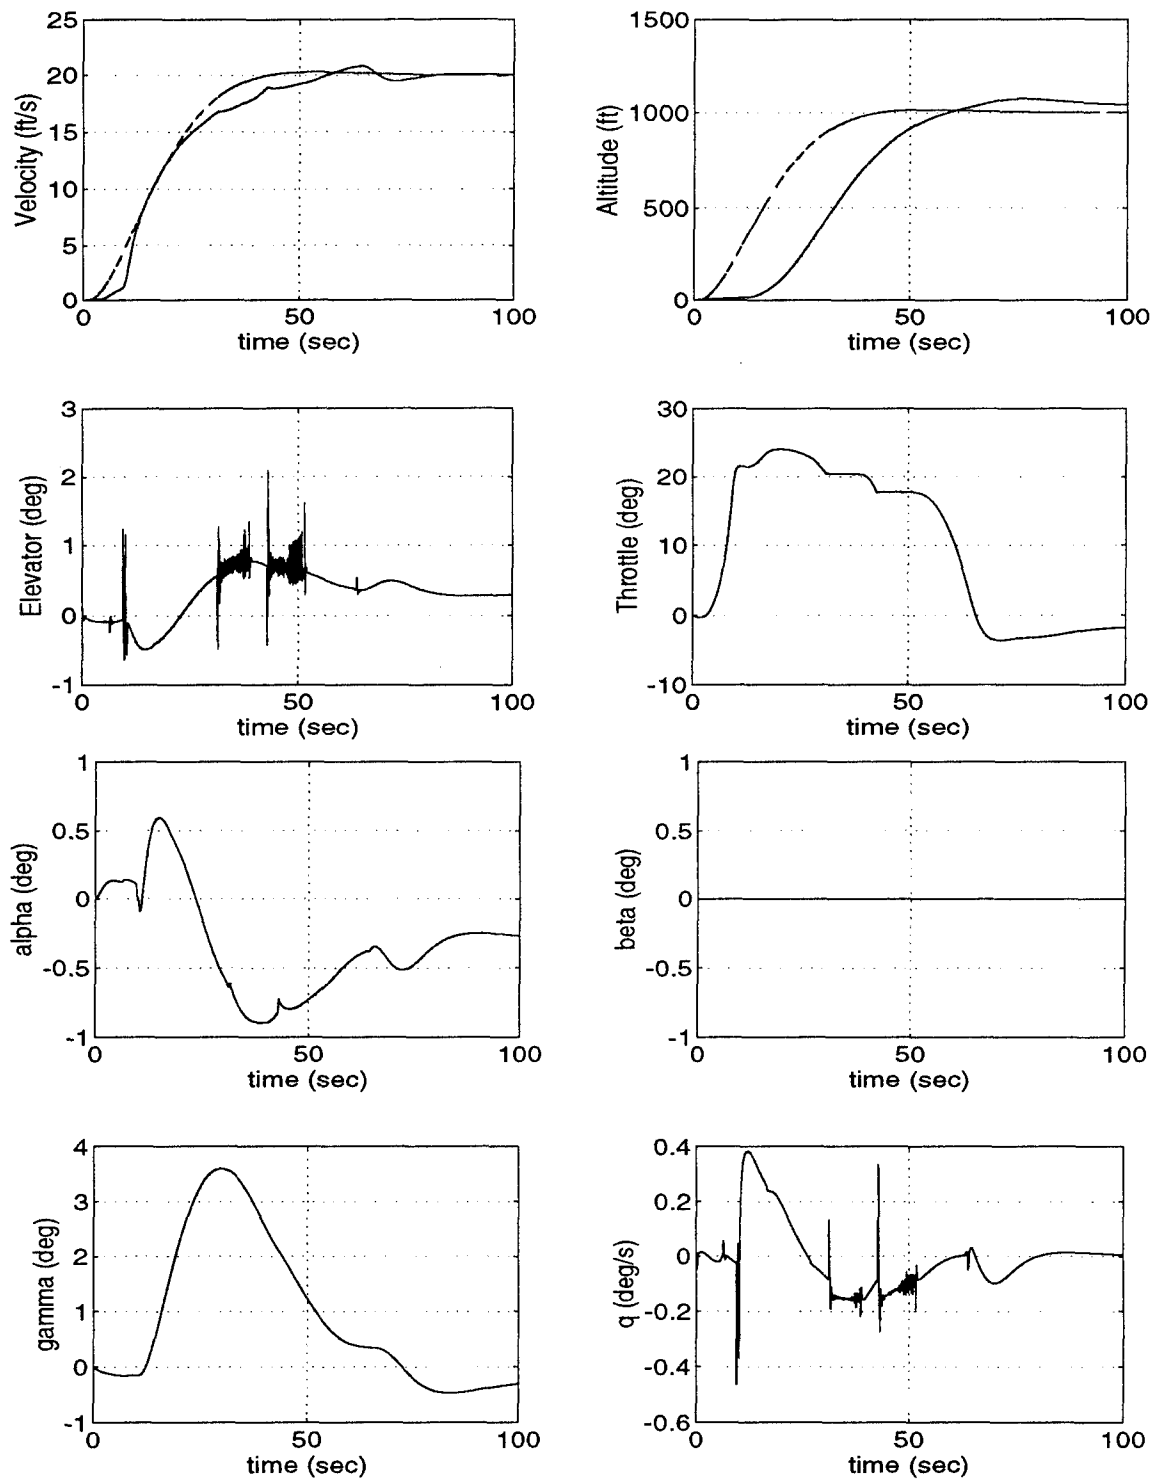 25
20
15
10
5
0
Velocity (ft/s)
0 50 100
time (sec)
1500
1000
500
0
Altitude (ft)
0 50 100
time (sec)
3
2
1
0
-1
Elevator (deg)
0 50 100
time (sec)
30
20
10
0
-10
Throttle (deg)
0 50 100
time (sec)
1
0.5
0
-0.5
-1
alpha (deg)
0 50 100
time (sec)
1
0.5
0
-0.5
-1
beta (deg)
0 50 100
time (sec)
4
3
2
1
0
-1
gamma (deg)
0 50 100
time (sec)
0.4
0.2
0
-0.2
-0.4
-0.6
q (deg/s)
0 50 100
time (sec)